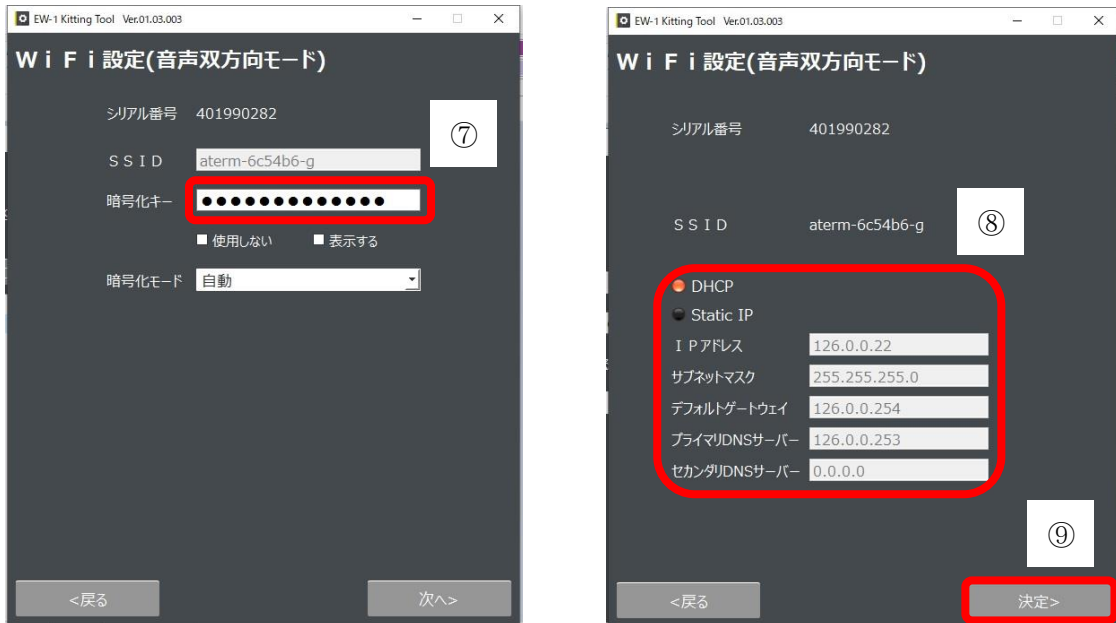 EW-1 Kitting Tool Ver.01.03.003
WiFi設定(音声双方向モード)
シリアル番号 401990282
⑦
SSID aterm-6c54b6-g
暗号化キー ●●●●●●●●●●●●●
使用しない 表示する
暗号化モード 自動
<戻る 次へ>
EW-1 Kitting Tool Ver.01.03.003
WiFi設定(音声双方向モード)
シリアル番号 401990282
SSID aterm-6c54b6-g
⑧
DHCP
Static IP
IPアドレス 126.0.0.22
サブネットマスク 255.255.255.0
デフォルトゲートウェイ 126.0.0.254
プライマリDNSサーバー 126.0.0.253
セカンダリDNSサーバー 0.0.0.0
⑨
<戻る 決定>